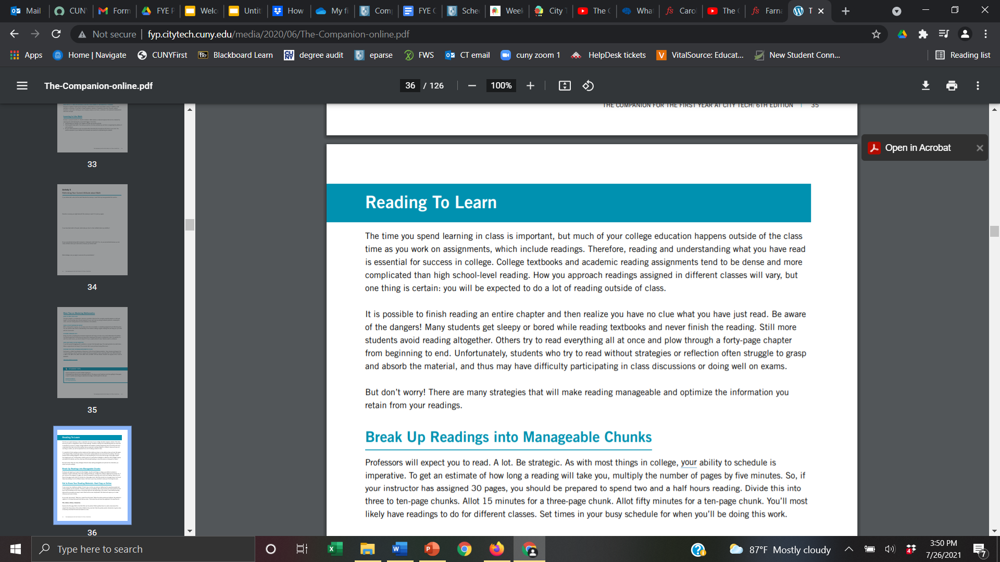 Mail CUN Form FYE F Welc Untit How My fi Com FYE C Sche Week City The What Caro The Farna T
Not secure | fyp.citytech.cuny.edu/media/2020/06/The-Companion-online.pdf
Apps Home | Navigate CUNYFirst Blackboard Learn degree audit eparse FWS CT email cuny zoom 1 HelpDesk tickets VitalSource: Educat... New Student Conn... Reading list
The-Companion-online.pdf 36 / 126 100%
THE COMPANION FOR THE FIRST YEAR AT CITY TECH: 6TH EDITION | 35
Open in Acrobat
33
34
35
36
Reading To Learn
The time you spend learning in class is important, but much of your college education happens outside of the class
time as you work on assignments, which include readings. Therefore, reading and understanding what you have read
is essential for success in college. College textbooks and academic reading assignments tend to be dense and more
complicated than high school-level reading. How you approach readings assigned in different classes will vary, but
one thing is certain: you will be expected to do a lot of reading outside of class.
It is possible to finish reading an entire chapter and then realize you have no clue what you have just read. Be aware
of the dangers! Many students get sleepy or bored while reading textbooks and never finish the reading. Still more
students avoid reading altogether. Others try to read everything all at once and plow through a forty-page chapter
from beginning to end. Unfortunately, students who try to read without strategies or reflection often struggle to grasp
and absorb the material, and thus may have difficulty participating in class discussions or doing well on exams.
But don't worry! There are many strategies that will make reading manageable and optimize the information you
retain from your readings.
Break Up Readings into Manageable Chunks
Professors will expect you to read. A lot. Be strategic. As with most things in college, your ability to schedule is
imperative. To get an estimate of how long a reading will take you, multiply the number of pages by five minutes. So, if
your instructor has assigned 30 pages, you should be prepared to spend two and a half hours reading. Divide this into
three to ten-page chunks. Allot 15 minutes for a three-page chunk. Allot fifty minutes for a ten-page chunk. You'll most
likely have readings to do for different classes. Set times in your busy schedule for when you'll be doing this work.
Type here to search
87°F Mostly cloudy
3:50 PM
7/26/2021
7